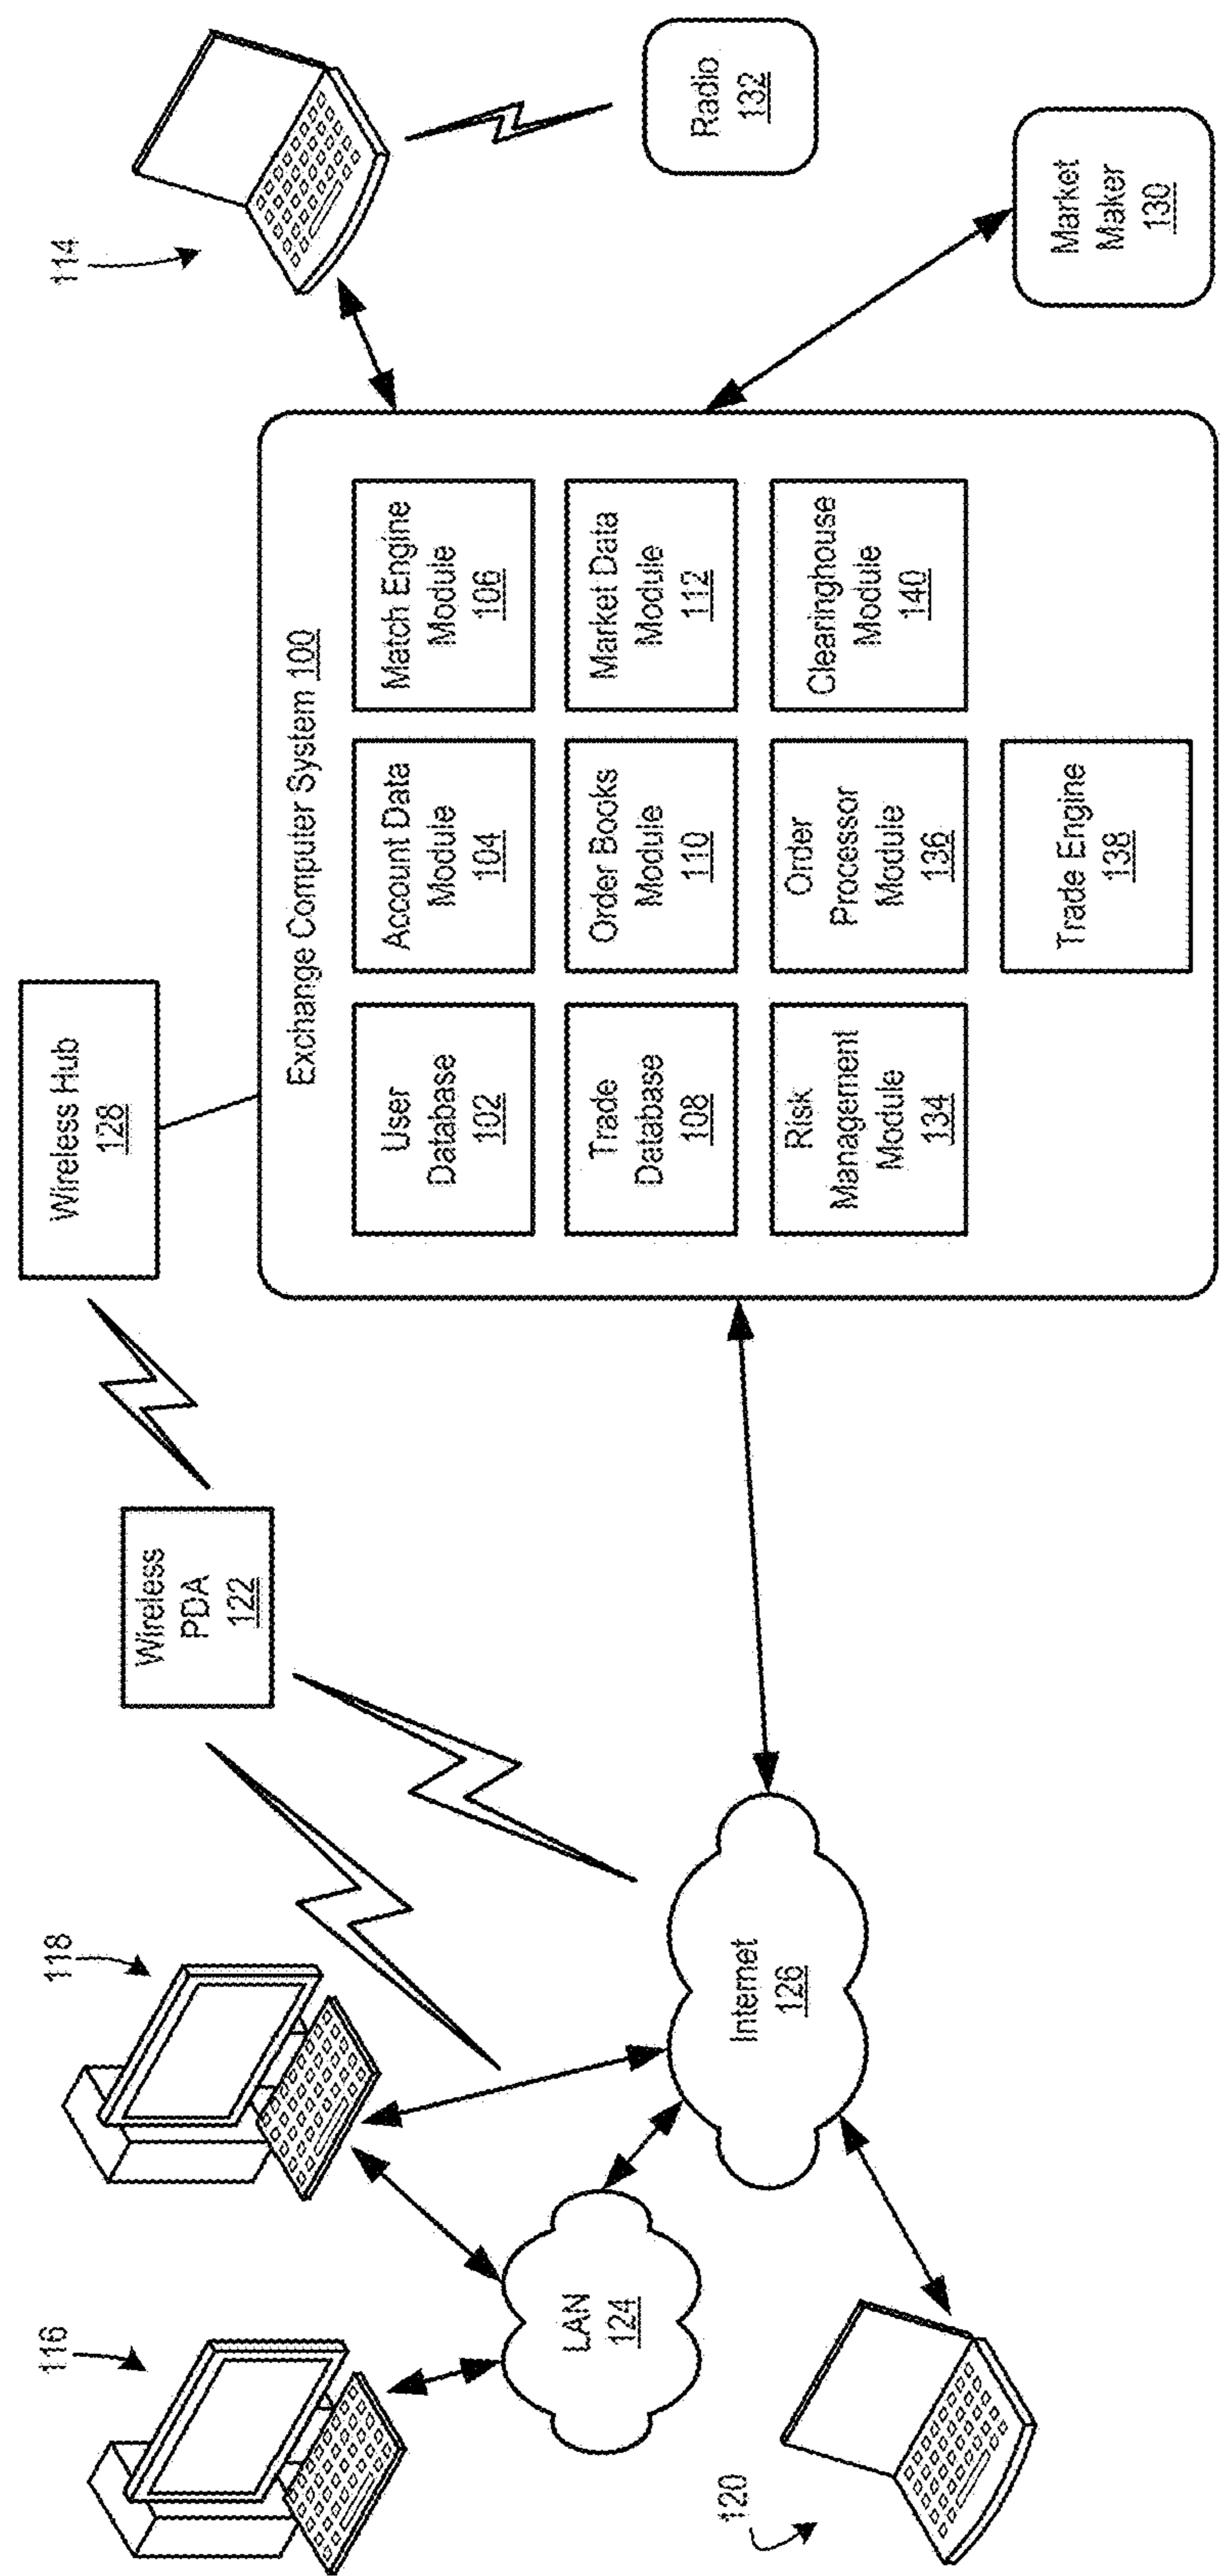 116
118
Wireless
PDA
122
Wireless Hub
128
114
Radio
132
LAN
124
Internet
126
120
Exchange Computer System 100
User
Database
102
Account Data
Module
104
Match Engine
Module
106
Trade
Database
108
Order Books
Module
110
Market Data
Module
112
Risk
Management
Module
134
Order
Processor
Module
136
Clearinghouse
Module
140
Trade Engine
138
Market
Maker
130